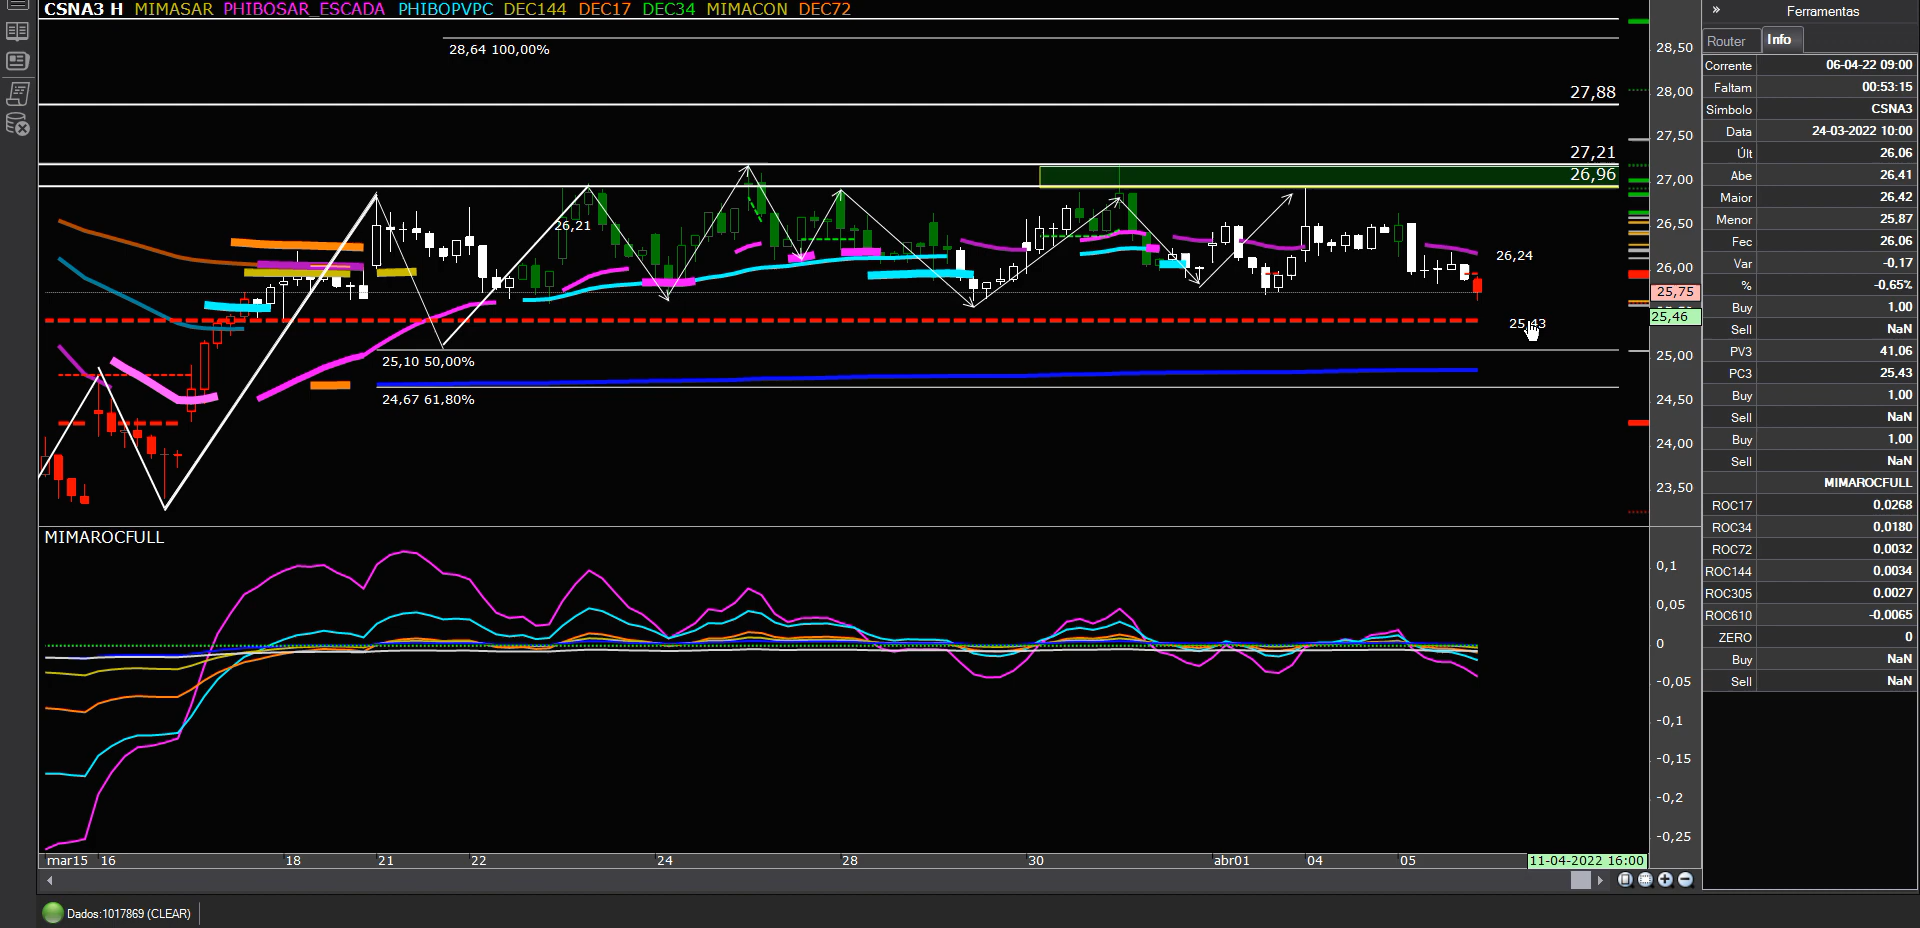 CSNA3 H MIMASAR PHIBOSAR_ESCADA PHIBOPVPC DEC144 DEC17 DEC34 MIMACON DEC72
28,64 100,00%
27,88
27,21
26,96
26,21
26,24
25,43
25,10 50,00%
24,67 61,80%
28,50
28,00
27,50
27,00
26,50
26,00
25,75
25,46
25,00
24,50
24,00
23,50
MIMAROCFULL
0,1
0,05
0
-0,05
-0,1
-0,15
-0,2
-0,25
mar15 16 18 21 22 24 28 30 abr01 04 05 11-04-2022 16:00
Dados:1017869 (CLEAR)
» Ferramentas
Router Info
Corrente 06-04-22 09:00
Faltam 00:53:15
Símbolo CSNA3
Data 24-03-2022 10:00
Últ 26.06
Abe 26,41
Maior 26,42
Menor 25,87
Fec 26,06
Var -0,17
% -0,65%
Buy 1.00
Sell NaN
PV3 41,06
PC3 25,43
Buy 1.00
Sell NaN
Buy 1.00
Sell NaN
MIMAROCFULL
ROC17 0,0268
ROC34 0,0180
ROC72 0,0032
ROC144 0,0034
ROC305 0,0027
ROC610 -0,0065
ZERO 0
Buy NaN
Sell NaN